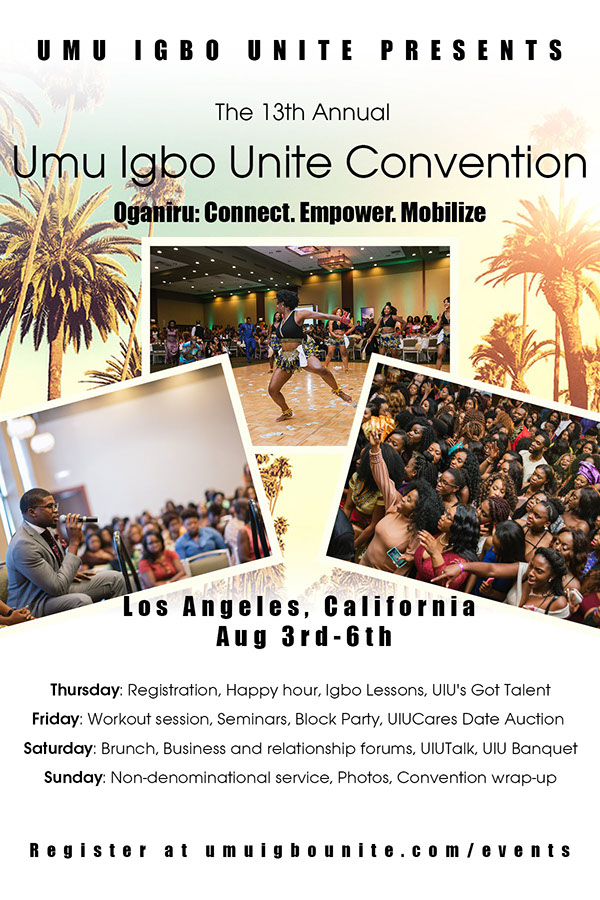 UMU IGBO UNITE PRESENTS
The 13th Annual
Umu Igbo Unite Convention
Oganiru: Connect. Empower. Mobilize
Los Angeles, California
Aug 3rd-6th
Thursday: Registration, Happy hour, Igbo Lessons, UIU's Got Talent
Friday: Workout session, Seminars, Block Party, UIUCares Date Auction
Saturday: Brunch, Business and relationship forums, UIUTalk, UIU Banquet
Sunday: Non-denominational service, Photos, Convention wrap-up
Register at umuigbounite.com/events